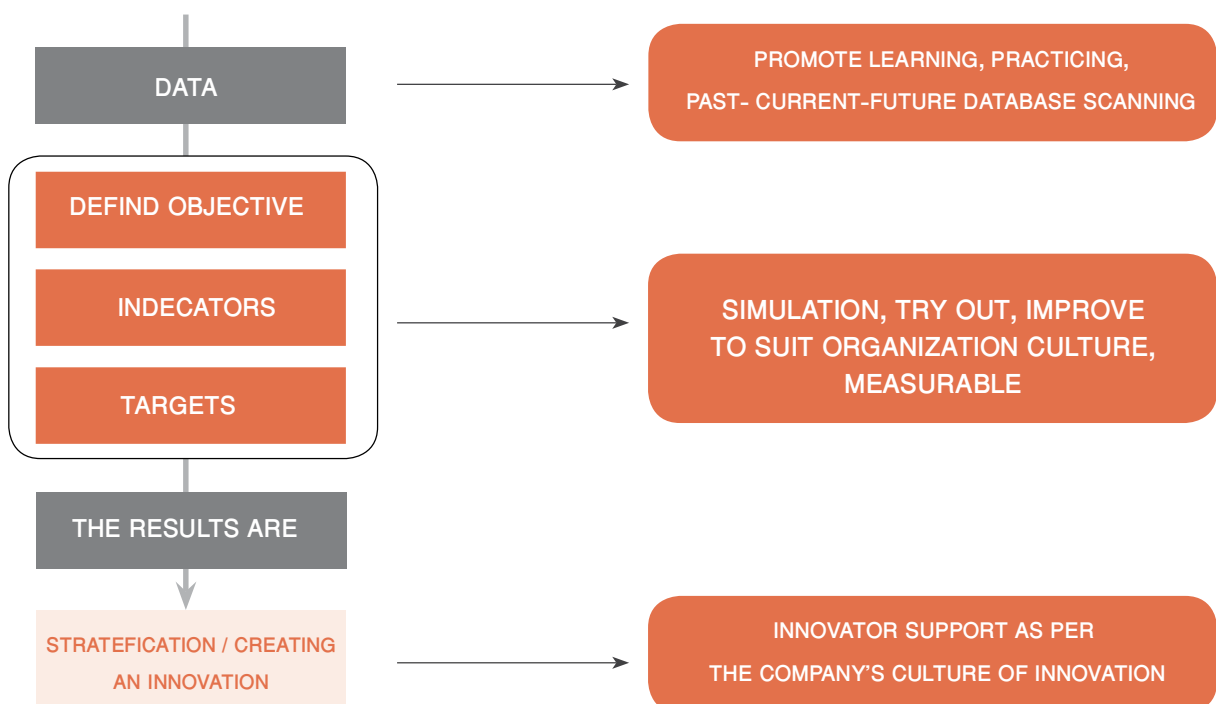 DATA
PROMOTE LEARNING, PRACTICING,
PAST- CURRENT-FUTURE DATABASE SCANNING
DEFIND OBJECTIVE
INDECATORS
TARGETS
SIMULATION, TRY OUT, IMPROVE
TO SUIT ORGANIZATION CULTURE,
MEASURABLE
THE RESULTS ARE
STRATEFICATION / CREATING
AN INNOVATION
INNOVATOR SUPPORT AS PER
THE COMPANY’S CULTURE OF INNOVATION